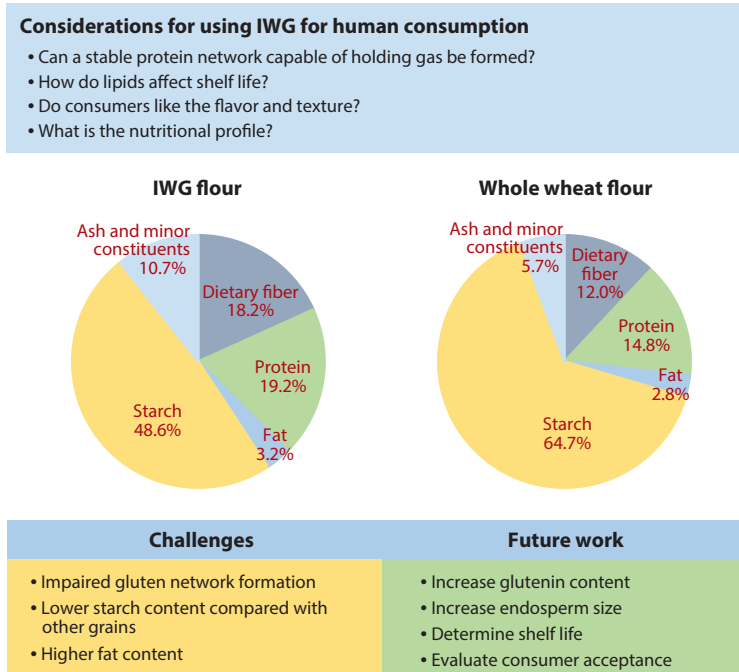 Considerations for using IWG for human consumption
• Can a stable protein network capable of holding gas be formed?
• How do lipids affect shelf life?
• Do consumers like the flavor and texture?
• What is the nutritional profile?
IWG flour
Ash and minor
constituents
10.7%
Dietary fiber
18.2%
Protein
19.2%
Fat
3.2%
Starch
48.6%
Whole wheat flour
Ash and minor
constituents
5.7%
Dietary
fiber
12.0%
Protein
14.8%
Fat
2.8%
Starch
64.7%
Challenges
• Impaired gluten network formation
• Lower starch content compared with
other grains
• Higher fat content
Future work
• Increase glutenin content
• Increase endosperm size
• Determine shelf life
• Evaluate consumer acceptance